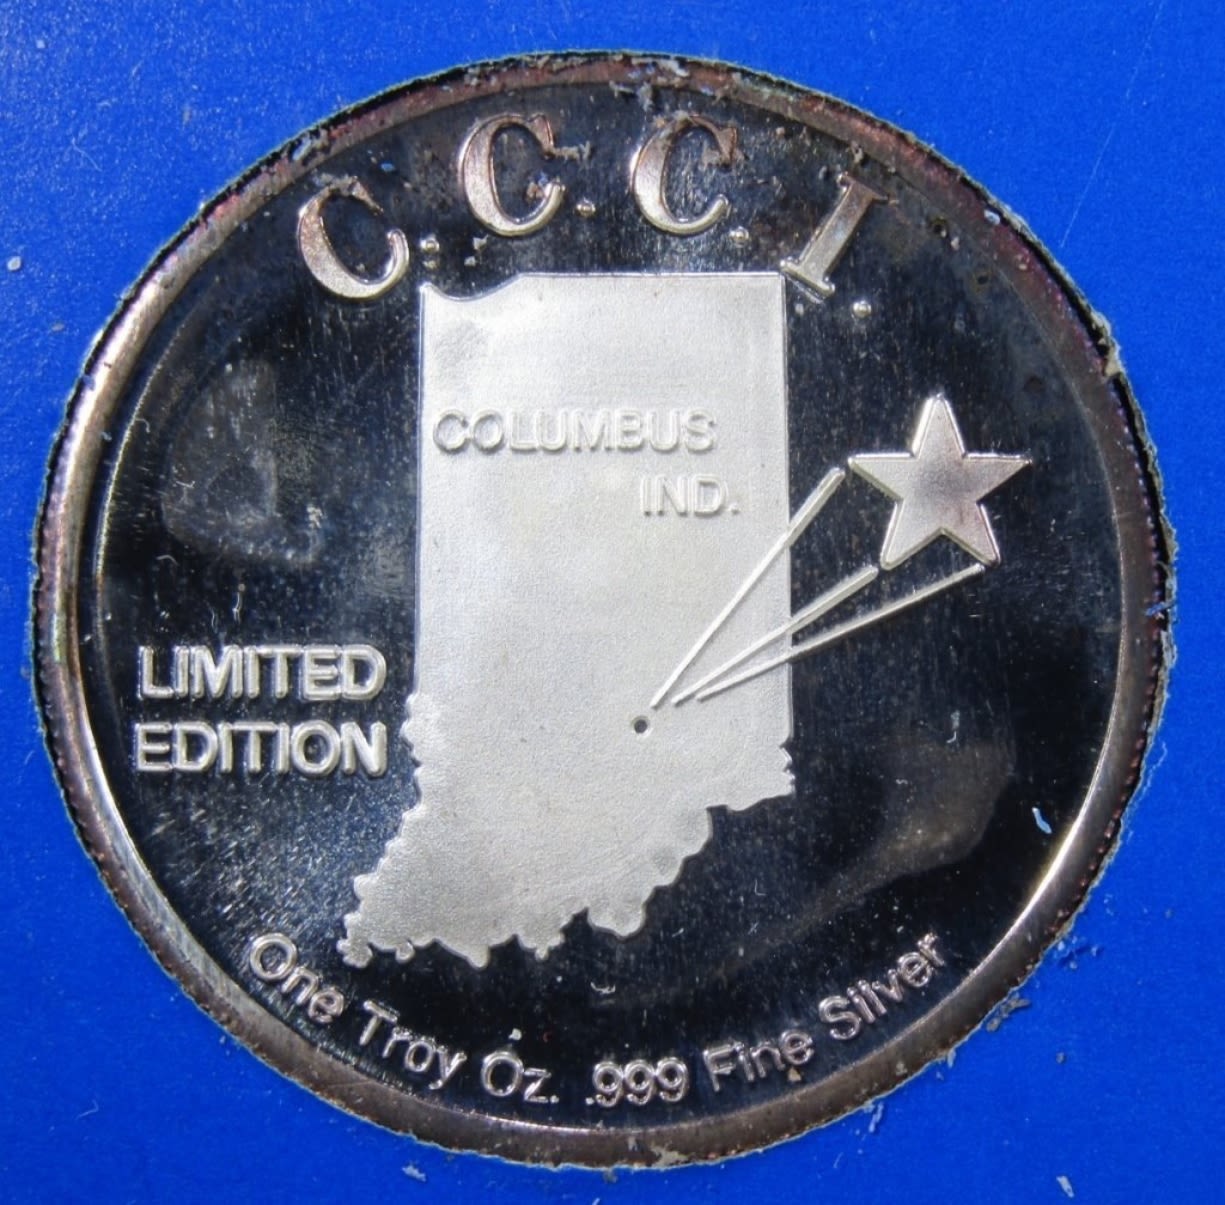 C.C.C.I.
COLUMBUS
IND.
LIMITED
EDITION
One Troy Oz. .999 Fine Silver